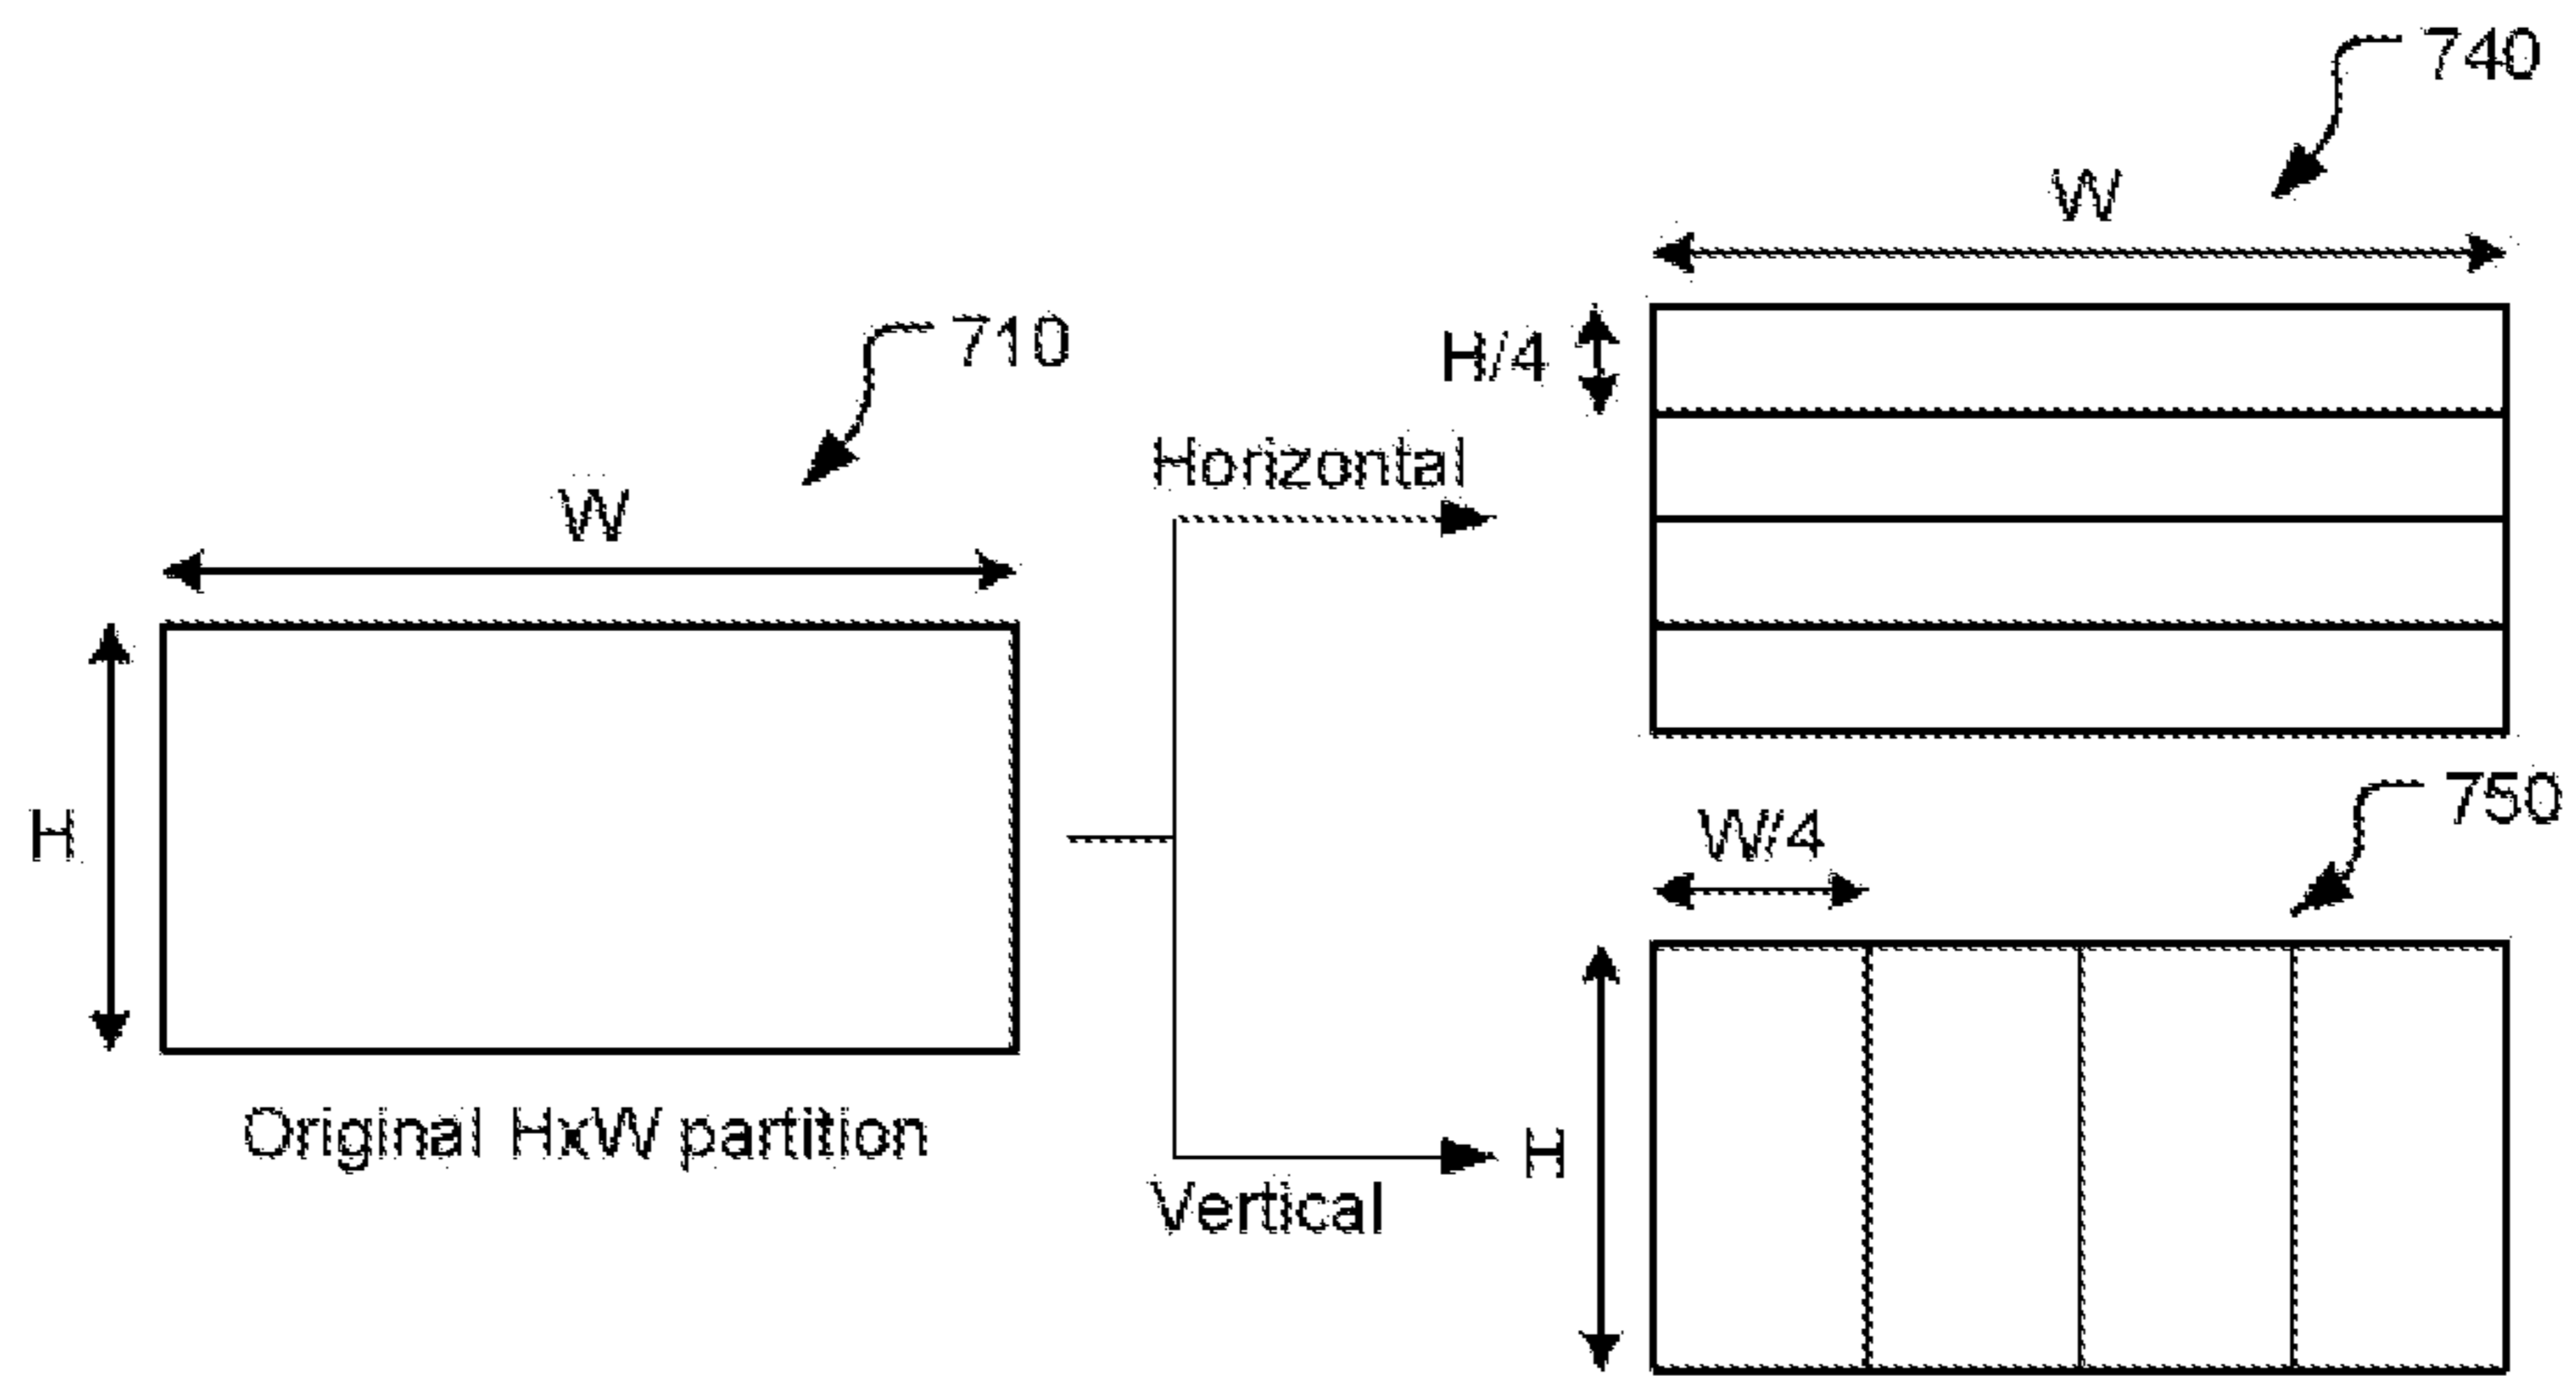 740
W
710
H/4
W
Horizontal
750
W/4
H
Original HxW partition
H
Vertical